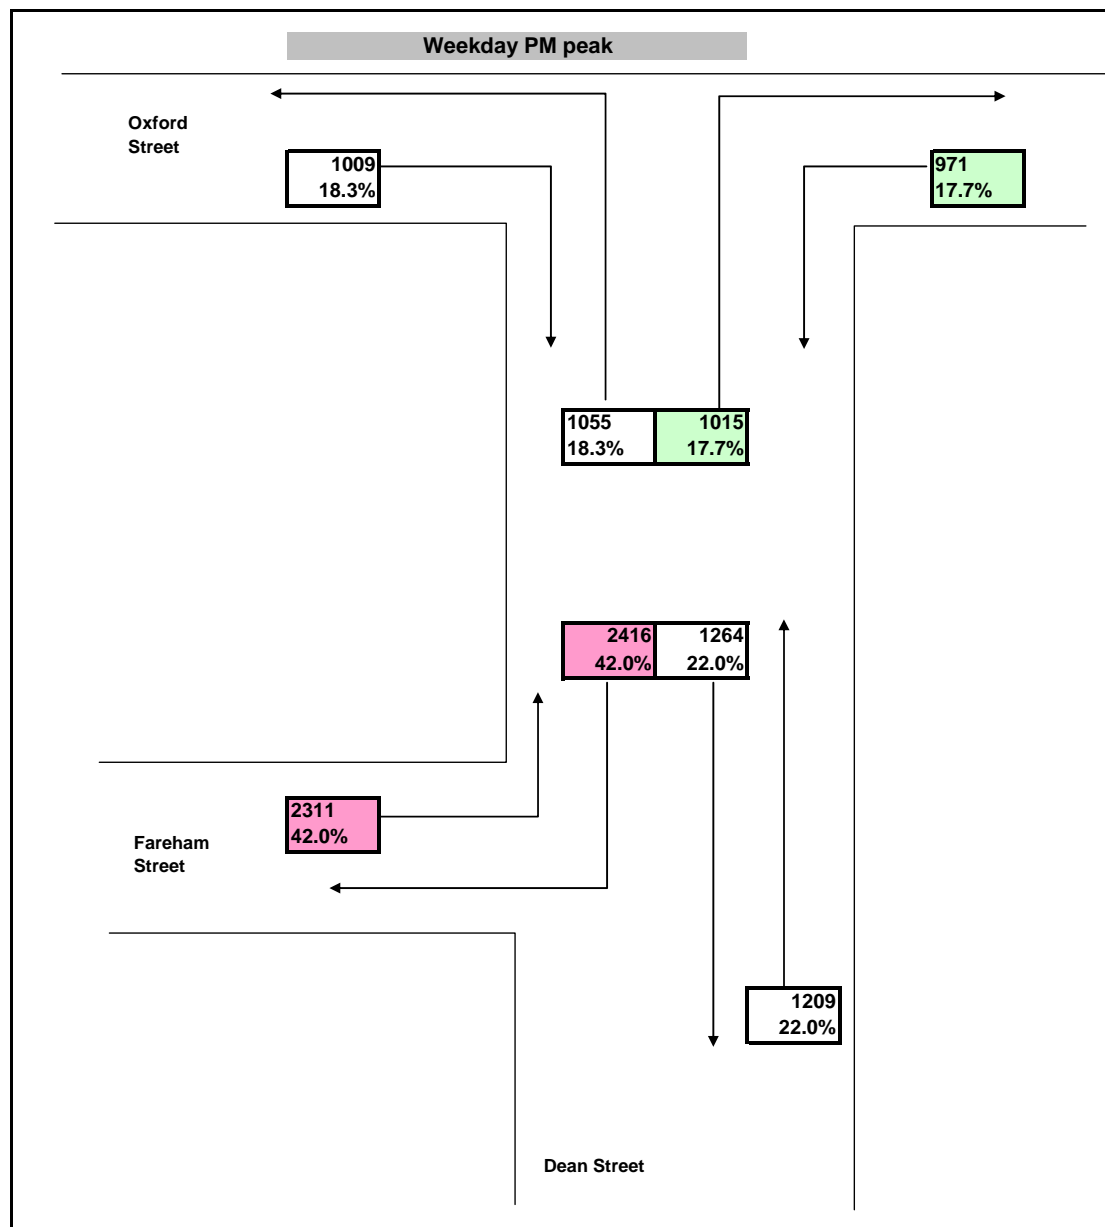 Weekday PM peak
Oxford
Street
1009
18.3%
971
17.7%
1055 1015
18.3% 17.7%
2416 1264
42.0% 22.0%
2311
42.0%
Fareham
Street
1209
22.0%
Dean Street